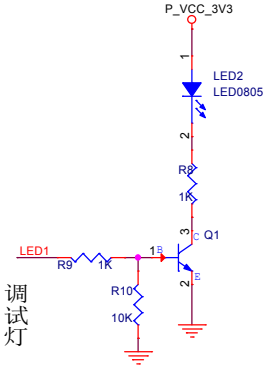 P_VCC_3V3
1
LED2
LED0805
2
R8
1K
3
C
Q1
LED1
1
B
R9
1K
E
2
R10
10K
调
试
灯